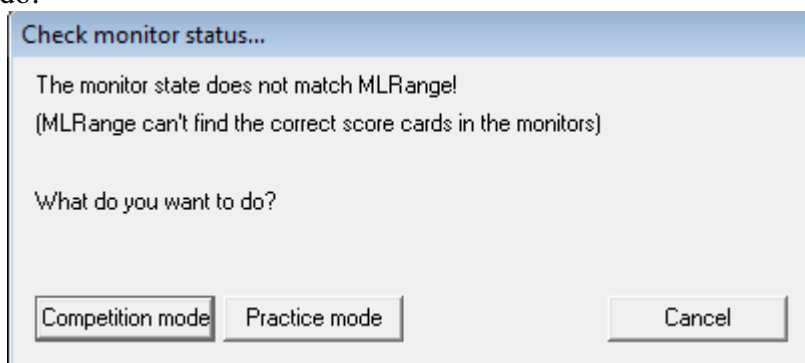 do?
Check monitor status...
The monitor state does not match MLRange!
(MLRange can't find the correct score cards in the monitors)
What do you want to do?
Competition mode Practice mode Cancel